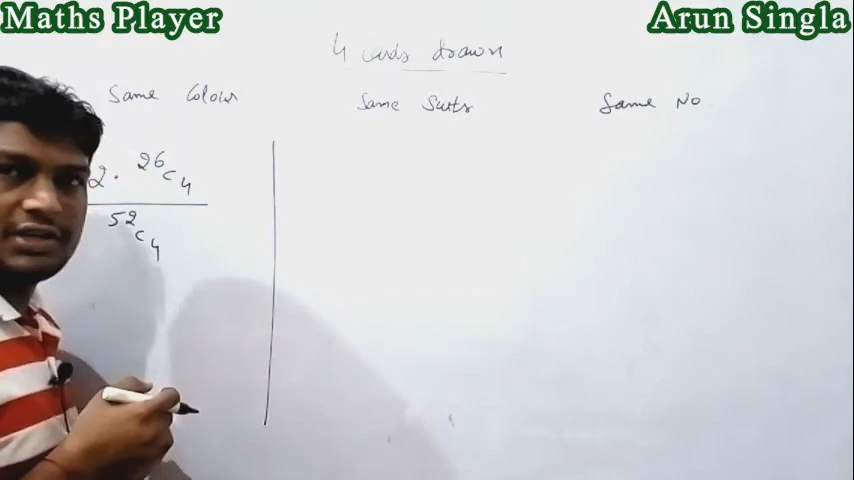 Maths Player
Arun Singla
4 Cards drawn
Same Colour
Same Suits
Same No
2. 26C4
52C4